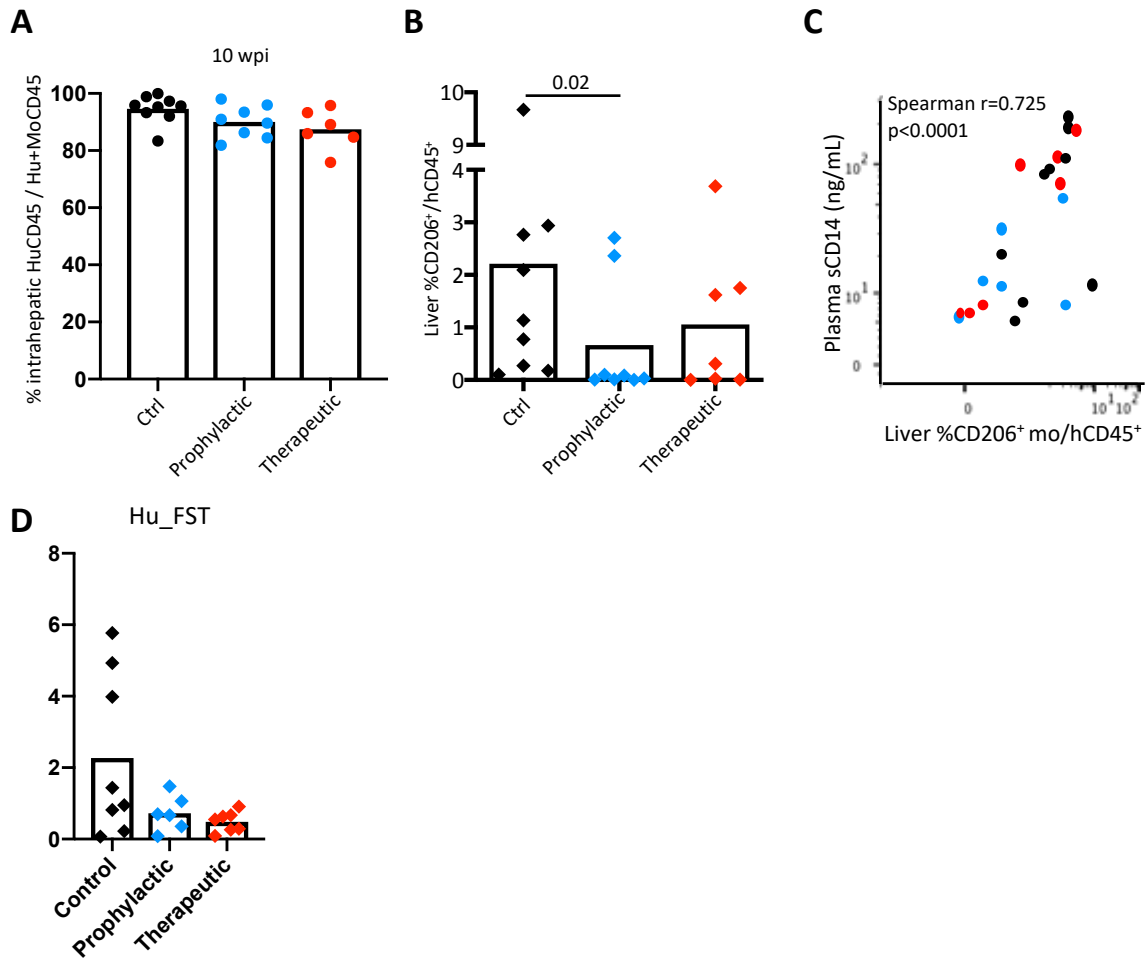 A
10 wpi
% intrahepatic HuCD45 / Hu+MoCD45
100
80
60
40
20
0
Ctrl
Prophylactic
Therapeutic
B
0.02
Liver %CD206⁺/hCD45⁺
10
9
4
3
2
1
0
Ctrl
Prophylactic
Therapeutic
C
Spearman r=0.725
p<0.0001
Plasma sCD14 (ng/mL)
10²
10¹
0
0
10¹ 10²
Liver %CD206⁺ mo/hCD45⁺
D
Hu_FST
8
6
4
2
0
Control
Prophylactic
Therapeutic